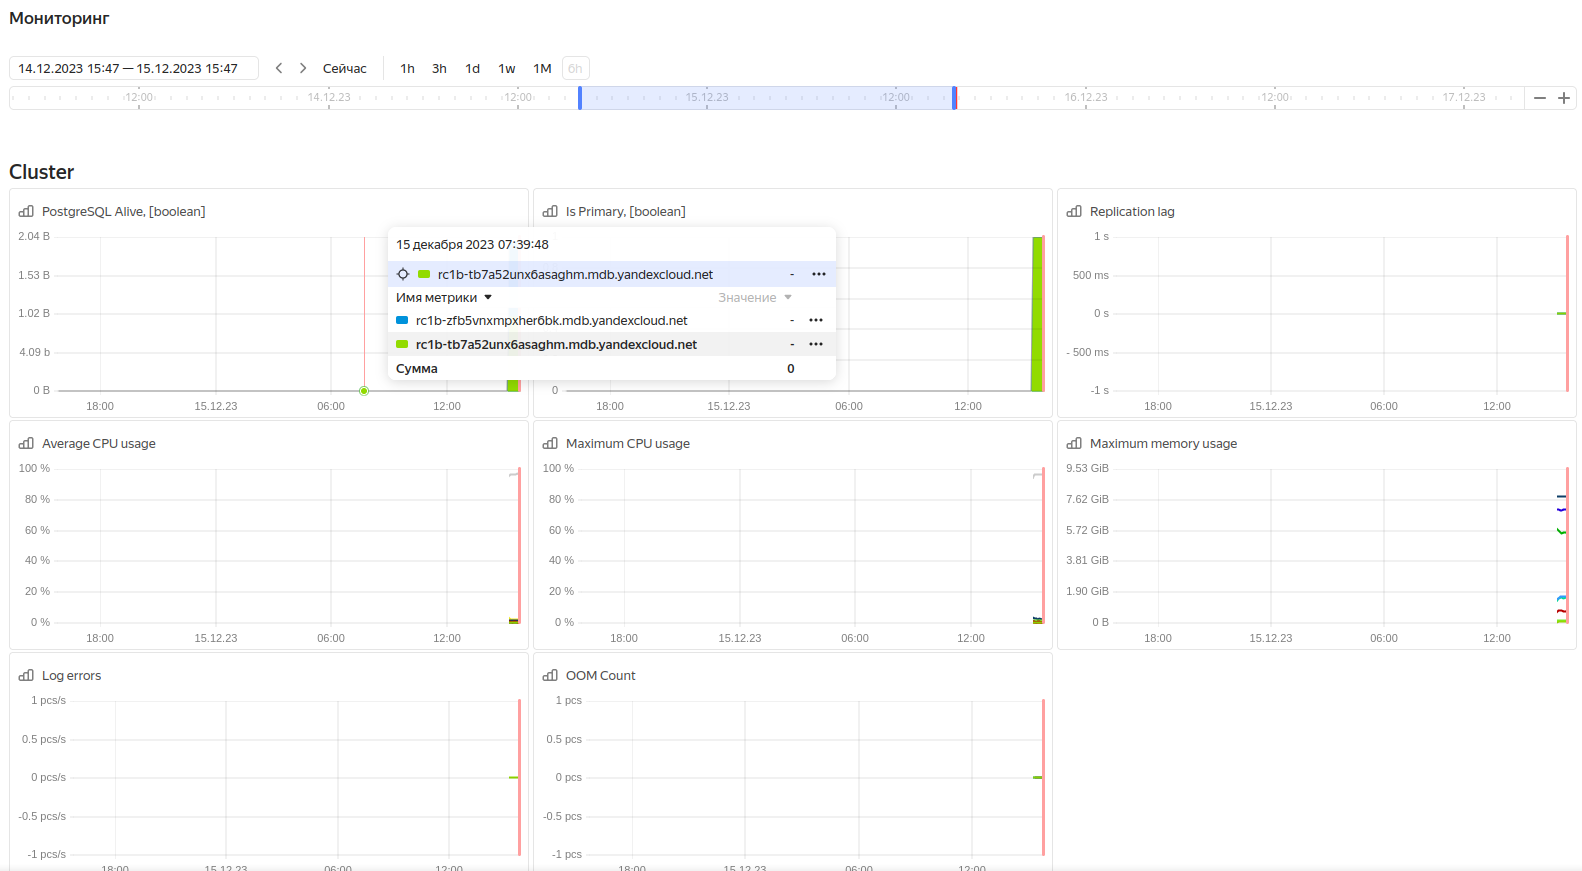 Мониторинг
14.12.2023 15:47 — 15.12.2023 15:47
Сейчас
1h 3h 1d 1w 1M 6h
12:00 14.12.23 12:00 15.12.23 12:00 16.12.23 12:00 17.12.23
Cluster
PostgreSQL Alive, [boolean]
2.04 B
1.53 B
1.02 B
4.09 b
0 B
18:00 15.12.23 06:00 12:00
Is Primary, [boolean]
0
18:00 15.12.23 06:00 12:00
15 декабря 2023 07:39:48
rc1b-tb7a52unx6asaghm.mdb.yandexcloud.net -
Имя метрики Значение
rc1b-zfb5vnxmpxher6bk.mdb.yandexcloud.net -
rc1b-tb7a52unx6asaghm.mdb.yandexcloud.net -
Сумма 0
Replication lag
1 s
500 ms
0 s
- 500 ms
-1 s
18:00 15.12.23 06:00 12:00
Average CPU usage
100 %
80 %
60 %
40 %
20 %
0 %
18:00 15.12.23 06:00 12:00
Maximum CPU usage
100 %
80 %
60 %
40 %
20 %
0 %
18:00 15.12.23 06:00 12:00
Maximum memory usage
9.53 GiB
7.62 GiB
5.72 GiB
3.81 GiB
1.90 GiB
0 B
18:00 15.12.23 06:00 12:00
Log errors
1 pcs/s
0.5 pcs/s
0 pcs/s
-0.5 pcs/s
-1 pcs/s
18:00 15.12.23 06:00 12:00
OOM Count
1 pcs
0.5 pcs
0 pcs
-0.5 pcs
-1 pcs
18:00 15.12.23 06:00 12:00